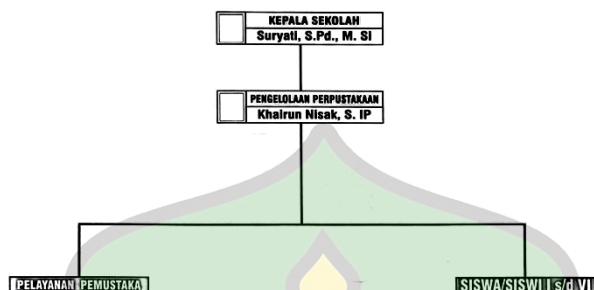 KEPALA SEKOLAH
Suryati, S.Pd., M. SI
PENGELOLAAN PERPUSTAKAAN
Khairun Nisak, S. IP
PELAYANAN PEMUSTAKA
SISWA/SISWI I s/d VI